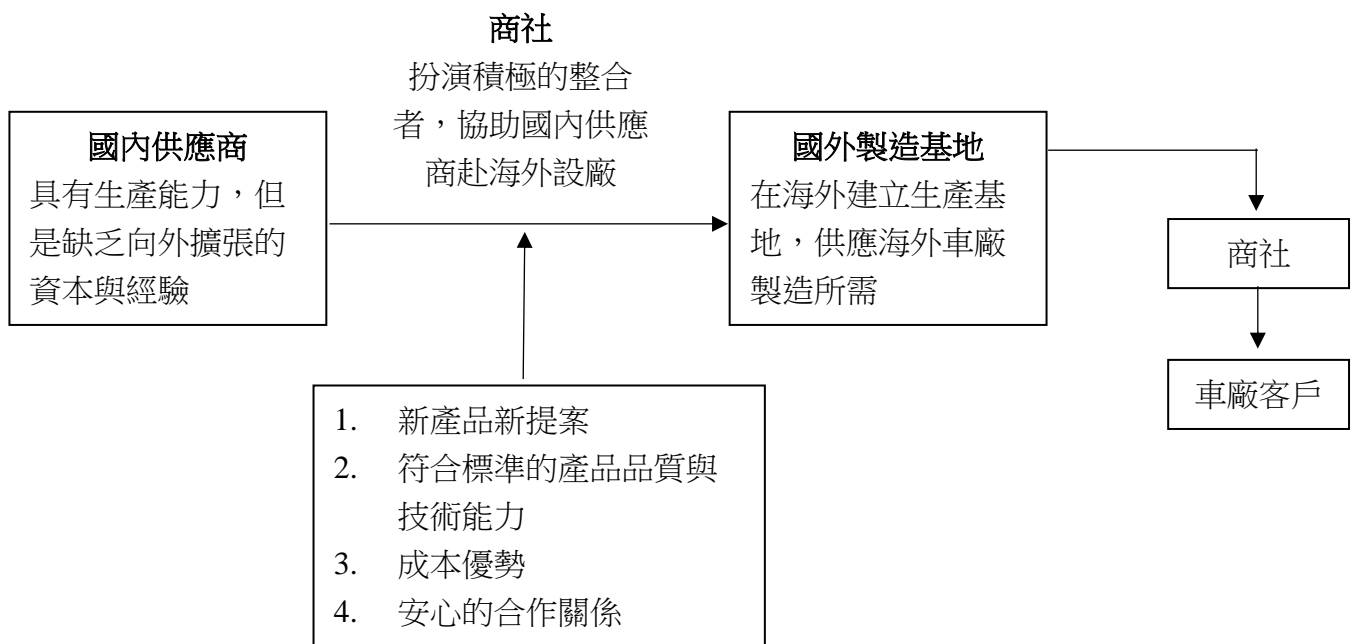 商社
扮演積極的整合
者，協助國內供應
商赴海外設廠
國內供應商
具有生產能力，但
是缺乏向外擴張的
資本與經驗
國外製造基地
在海外建立生產基
地，供應海外車廠
製造所需
商社
車廠客戶
1. 新產品新提案
2. 符合標準的產品品質與
技術能力
3. 成本優勢
4. 安心的合作關係